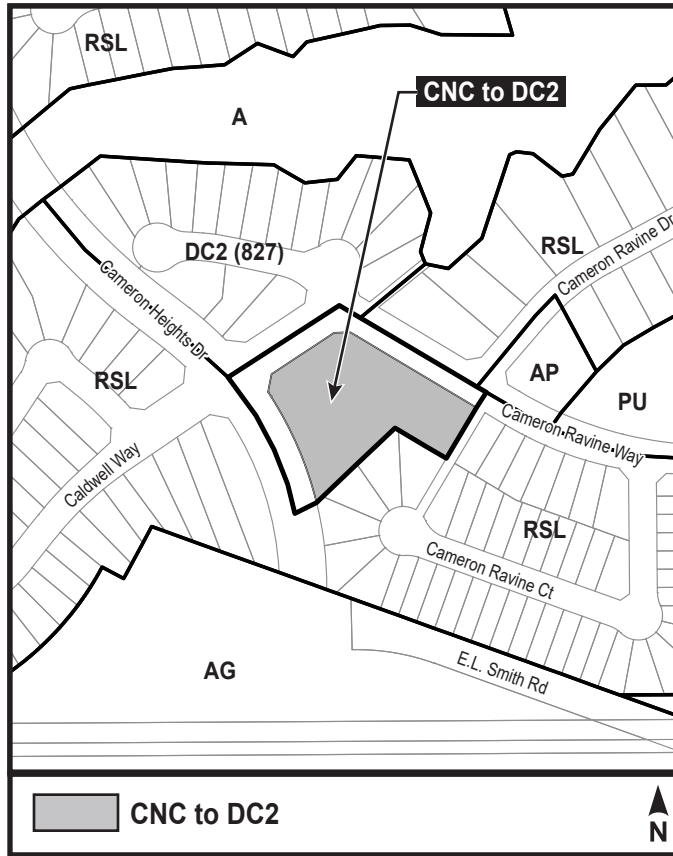 RSL
CNC to DC2
A
DC2 (827)
RSL
Cameron Ravine Dr
Cameron Heights Dr
RSL
AP
PU
Cameron Ravine Way
Caldwell Way
RSL
Cameron Ravine Ct
AG
E.L. Smith Rd
CNC to DC2
N